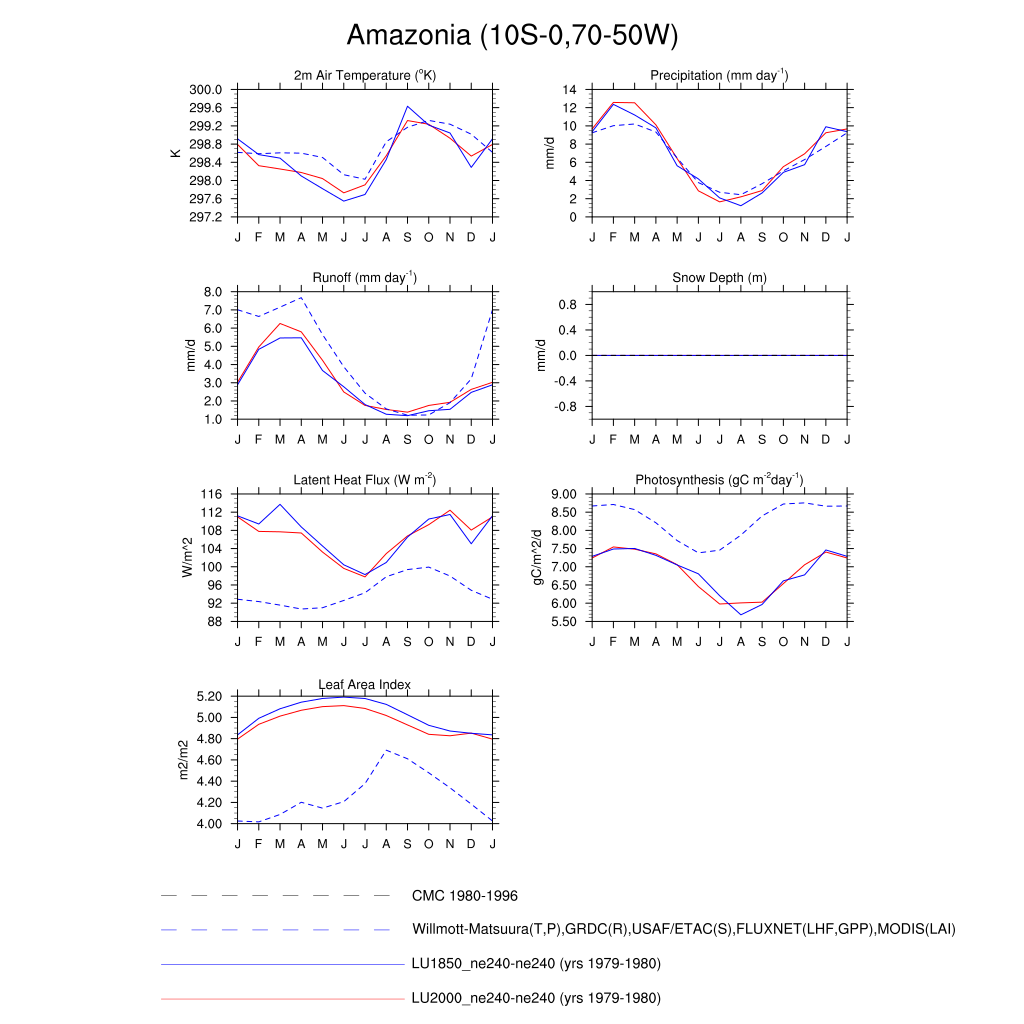 Amazonia (10S-0,70-50W)
2m Air Temperature (°K)
300.0
299.6
299.2
298.8
298.4
298.0
297.6
297.2
K
J F M A M J J A S O N D J
Precipitation (mm day-1)
14
12
10
8
6
4
2
0
mm/d
J F M A M J J A S O N D J
Runoff (mm day-1)
8.0
7.0
6.0
5.0
4.0
3.0
2.0
1.0
mm/d
J F M A M J J A S O N D J
Snow Depth (m)
0.8
0.4
0.0
-0.4
-0.8
mm/d
J F M A M J J A S O N D J
Latent Heat Flux (W m-2)
116
112
108
104
100
96
92
88
W/m^2
J F M A M J J A S O N D J
Photosynthesis (gC m-2day-1)
9.00
8.50
8.00
7.50
7.00
6.50
6.00
5.50
gC/m^2/d
J F M A M J J A S O N D J
Leaf Area Index
5.20
5.00
4.80
4.60
4.40
4.20
4.00
m2/m2
J F M A M J J A S O N D J
CMC 1980-1996
Willmott-Matsuura(T,P),GRDC(R),USAF/ETAC(S),FLUXNET(LHF,GPP),MODIS(LAI)
LU1850_ne240-ne240 (yrs 1979-1980)
LU2000_ne240-ne240 (yrs 1979-1980)